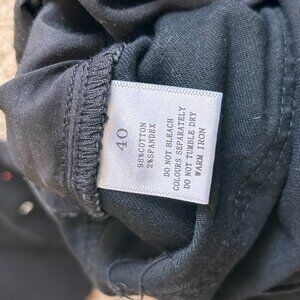 40
98%COTTON
2%SPANDEX
DO NOT BLEACH
COLOURS SEPARATELY
DO NOT TUMBLE DRY
WARM IRON